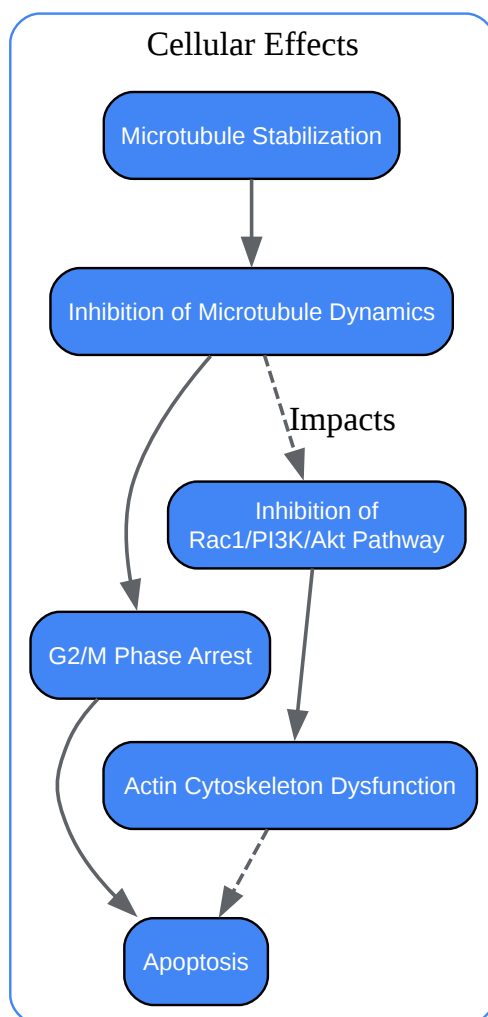 Cellular Effects
Microtubule Stabilization
Inhibition of Microtubule Dynamics
Impacts
Inhibition of
Rac1/PI3K/Akt Pathway
G2/M Phase Arrest
Actin Cytoskeleton Dysfunction
Apoptosis